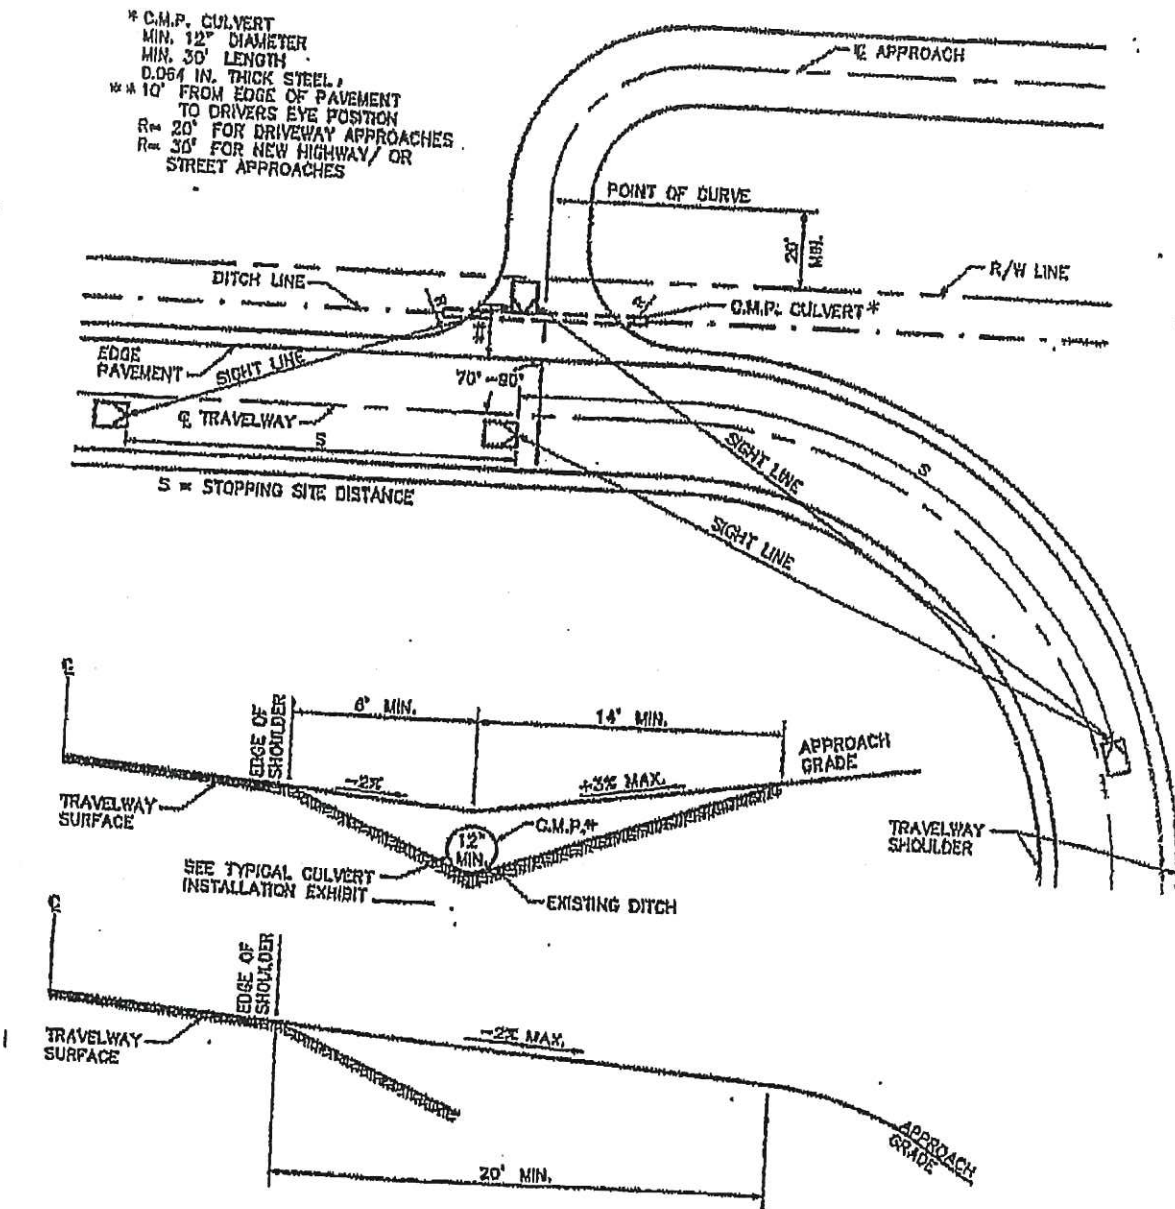 * C.M.P. CULVERT
MIN. 12" DIAMETER
MIN. 30' LENGTH
0.064 IN. THICK STEEL,
** 10' FROM EDGE OF PAVEMENT
TO DRIVERS EYE POSITION
R= 20' FOR DRIVEWAY APPROACHES
R= 30' FOR NEW HIGHWAY/ OR
STREET APPROACHES
℄ APPROACH
POINT OF CURVE
20'
MIN.
R/W LINE
DITCH LINE
R
R
C.M.P. CULVERT*
**
EDGE
PAVEMENT
SIGHT LINE
70°-90°
℄ TRAVELWAY
S
S = STOPPING SITE DISTANCE
SIGHT LINE
S
SIGHT LINE
℄
EDGE OF
SHOULDER
6' MIN.
14' MIN.
APPROACH
GRADE
-2%
+3% MAX.
TRAVELWAY
SURFACE
12"
MIN.
C.M.P.*
TRAVELWAY
SHOULDER
SEE TYPICAL CULVERT
INSTALLATION EXHIBIT
EXISTING DITCH
℄
EDGE OF
SHOULDER
TRAVELWAY
SURFACE
-2% MAX.
APPROACH
GRADE
20' MIN.